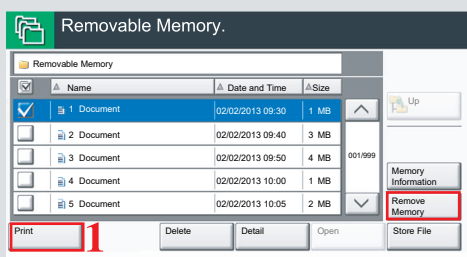 Removable Memory.
Removable Memory
Name Date and Time Size
1 Document 02/02/2013 09:30 1 MB
2 Document 02/02/2013 09:40 3 MB
3 Document 02/02/2013 09:50 4 MB
4 Document 02/02/2013 10:00 1 MB
5 Document 02/02/2013 10:05 2 MB
001/999
Up
Memory
Information
Remove
Memory
Print 1 Delete Detail Open Store File